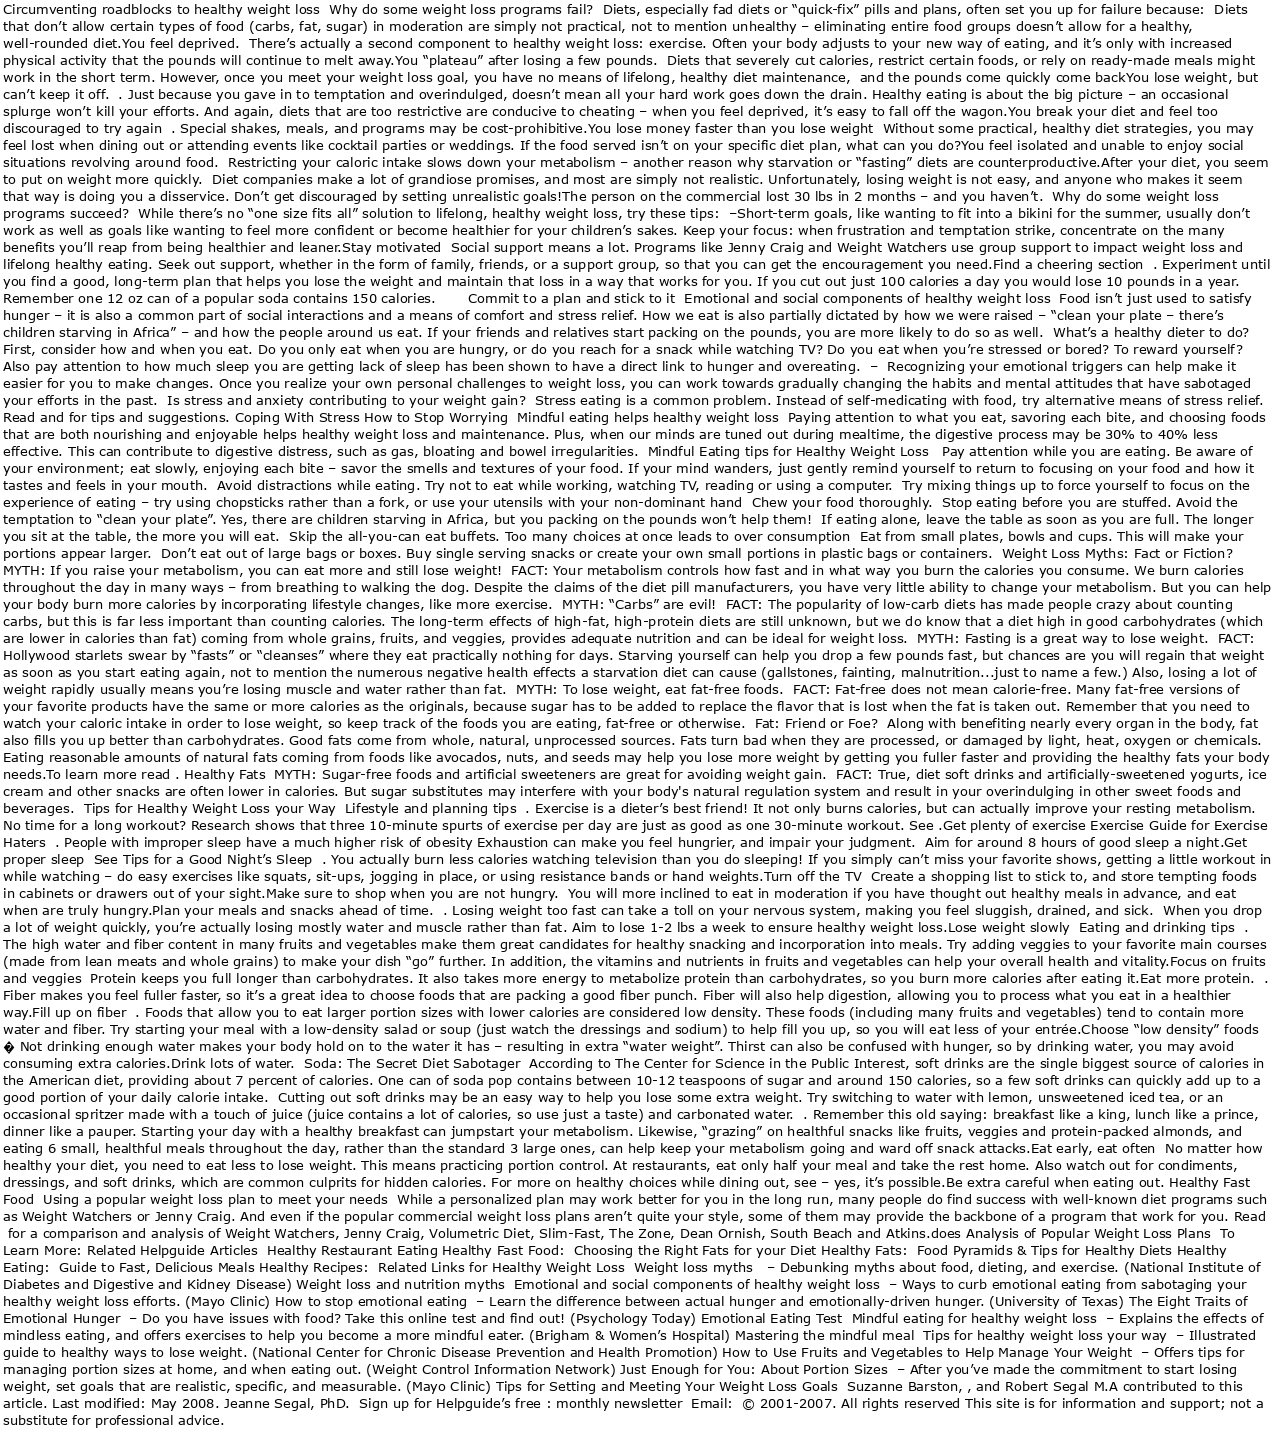 Circumventing roadblocks to healthy weight loss  Why do some weight loss programs fail?  Diets, especially fad diets or “quick-fix” pills and plans, often set you up for failure because:  Diets
that don’t allow certain types of food (carbs, fat, sugar) in moderation are simply not practical, not to mention unhealthy – eliminating entire food groups doesn’t allow for a healthy,
well-rounded diet.You feel deprived.  There’s actually a second component to healthy weight loss: exercise. Often your body adjusts to your new way of eating, and it’s only with increased
physical activity that the pounds will continue to melt away.You “plateau” after losing a few pounds.  Diets that severely cut calories, restrict certain foods, or rely on ready-made meals might
work in the short term. However, once you meet your weight loss goal, you have no means of lifelong, healthy diet maintenance,  and the pounds come quickly come backYou lose weight, but
can’t keep it off.  . Just because you gave in to temptation and overindulged, doesn’t mean all your hard work goes down the drain. Healthy eating is about the big picture – an occasional
splurge won’t kill your efforts. And again, diets that are too restrictive are conducive to cheating – when you feel deprived, it’s easy to fall off the wagon.You break your diet and feel too
discouraged to try again  . Special shakes, meals, and programs may be cost-prohibitive.You lose money faster than you lose weight  Without some practical, healthy diet strategies, you may
feel lost when dining out or attending events like cocktail parties or weddings. If the food served isn’t on your specific diet plan, what can you do?You feel isolated and unable to enjoy social
situations revolving around food.  Restricting your caloric intake slows down your metabolism – another reason why starvation or “fasting” diets are counterproductive.After your diet, you seem
to put on weight more quickly.  Diet companies make a lot of grandiose promises, and most are simply not realistic. Unfortunately, losing weight is not easy, and anyone who makes it seem
that way is doing you a disservice. Don’t get discouraged by setting unrealistic goals!The person on the commercial lost 30 lbs in 2 months – and you haven’t.  Why do some weight loss
programs succeed?  While there’s no “one size fits all” solution to lifelong, healthy weight loss, try these tips:  –Short-term goals, like wanting to fit into a bikini for the summer, usually don’t
work as well as goals like wanting to feel more confident or become healthier for your children’s sakes. Keep your focus: when frustration and temptation strike, concentrate on the many
benefits you’ll reap from being healthier and leaner.Stay motivated  Social support means a lot. Programs like Jenny Craig and Weight Watchers use group support to impact weight loss and
lifelong healthy eating. Seek out support, whether in the form of family, friends, or a support group, so that you can get the encouragement you need.Find a cheering section  . Experiment until
you find a good, long-term plan that helps you lose the weight and maintain that loss in a way that works for you. If you cut out just 100 calories a day you would lose 10 pounds in a year.
Remember one 12 oz can of a popular soda contains 150 calories.       Commit to a plan and stick to it  Emotional and social components of healthy weight loss  Food isn’t just used to satisfy
hunger – it is also a common part of social interactions and a means of comfort and stress relief. How we eat is also partially dictated by how we were raised – “clean your plate – there’s
children starving in Africa” – and how the people around us eat. If your friends and relatives start packing on the pounds, you are more likely to do so as well.  What’s a healthy dieter to do?
First, consider how and when you eat. Do you only eat when you are hungry, or do you reach for a snack while watching TV? Do you eat when you’re stressed or bored? To reward yourself?
Also pay attention to how much sleep you are getting lack of sleep has been shown to have a direct link to hunger and overeating.  –  Recognizing your emotional triggers can help make it
easier for you to make changes. Once you realize your own personal challenges to weight loss, you can work towards gradually changing the habits and mental attitudes that have sabotaged
your efforts in the past.  Is stress and anxiety contributing to your weight gain?  Stress eating is a common problem. Instead of self-medicating with food, try alternative means of stress relief.
Read and for tips and suggestions. Coping With Stress How to Stop Worrying  Mindful eating helps healthy weight loss  Paying attention to what you eat, savoring each bite, and choosing foods
that are both nourishing and enjoyable helps healthy weight loss and maintenance. Plus, when our minds are tuned out during mealtime, the digestive process may be 30% to 40% less
effective. This can contribute to digestive distress, such as gas, bloating and bowel irregularities.  Mindful Eating tips for Healthy Weight Loss   Pay attention while you are eating. Be aware of
your environment; eat slowly, enjoying each bite – savor the smells and textures of your food. If your mind wanders, just gently remind yourself to return to focusing on your food and how it
tastes and feels in your mouth.  Avoid distractions while eating. Try not to eat while working, watching TV, reading or using a computer.  Try mixing things up to force yourself to focus on the
experience of eating – try using chopsticks rather than a fork, or use your utensils with your non-dominant hand  Chew your food thoroughly.  Stop eating before you are stuffed. Avoid the
temptation to “clean your plate”. Yes, there are children starving in Africa, but you packing on the pounds won’t help them!  If eating alone, leave the table as soon as you are full. The longer
you sit at the table, the more you will eat.  Skip the all-you-can eat buffets. Too many choices at once leads to over consumption  Eat from small plates, bowls and cups. This will make your
portions appear larger.  Don’t eat out of large bags or boxes. Buy single serving snacks or create your own small portions in plastic bags or containers.  Weight Loss Myths: Fact or Fiction?
MYTH: If you raise your metabolism, you can eat more and still lose weight!  FACT: Your metabolism controls how fast and in what way you burn the calories you consume. We burn calories
throughout the day in many ways – from breathing to walking the dog. Despite the claims of the diet pill manufacturers, you have very little ability to change your metabolism. But you can help
your body burn more calories by incorporating lifestyle changes, like more exercise.  MYTH: “Carbs” are evil!  FACT: The popularity of low-carb diets has made people crazy about counting
carbs, but this is far less important than counting calories. The long-term effects of high-fat, high-protein diets are still unknown, but we do know that a diet high in good carbohydrates (which
are lower in calories than fat) coming from whole grains, fruits, and veggies, provides adequate nutrition and can be ideal for weight loss.  MYTH: Fasting is a great way to lose weight.  FACT:
Hollywood starlets swear by “fasts” or “cleanses” where they eat practically nothing for days. Starving yourself can help you drop a few pounds fast, but chances are you will regain that weight
as soon as you start eating again, not to mention the numerous negative health effects a starvation diet can cause (gallstones, fainting, malnutrition...just to name a few.) Also, losing a lot of
weight rapidly usually means you’re losing muscle and water rather than fat.  MYTH: To lose weight, eat fat-free foods.  FACT: Fat-free does not mean calorie-free. Many fat-free versions of
your favorite products have the same or more calories as the originals, because sugar has to be added to replace the flavor that is lost when the fat is taken out. Remember that you need to
watch your caloric intake in order to lose weight, so keep track of the foods you are eating, fat-free or otherwise.  Fat: Friend or Foe?  Along with benefiting nearly every organ in the body, fat
also fills you up better than carbohydrates. Good fats come from whole, natural, unprocessed sources. Fats turn bad when they are processed, or damaged by light, heat, oxygen or chemicals.
Eating reasonable amounts of natural fats coming from foods like avocados, nuts, and seeds may help you lose more weight by getting you fuller faster and providing the healthy fats your body
needs.To learn more read . Healthy Fats  MYTH: Sugar-free foods and artificial sweeteners are great for avoiding weight gain.  FACT: True, diet soft drinks and artificially-sweetened yogurts, ice
cream and other snacks are often lower in calories. But sugar substitutes may interfere with your body's natural regulation system and result in your overindulging in other sweet foods and
beverages.  Tips for Healthy Weight Loss your Way  Lifestyle and planning tips  . Exercise is a dieter’s best friend! It not only burns calories, but can actually improve your resting metabolism.
No time for a long workout? Research shows that three 10-minute spurts of exercise per day are just as good as one 30-minute workout. See .Get plenty of exercise Exercise Guide for Exercise
Haters  . People with improper sleep have a much higher risk of obesity Exhaustion can make you feel hungrier, and impair your judgment.  Aim for around 8 hours of good sleep a night.Get
proper sleep  See Tips for a Good Night’s Sleep  . You actually burn less calories watching television than you do sleeping! If you simply can’t miss your favorite shows, getting a little workout in
while watching – do easy exercises like squats, sit-ups, jogging in place, or using resistance bands or hand weights.Turn off the TV  Create a shopping list to stick to, and store tempting foods
in cabinets or drawers out of your sight.Make sure to shop when you are not hungry.  You will more inclined to eat in moderation if you have thought out healthy meals in advance, and eat
when are truly hungry.Plan your meals and snacks ahead of time.  . Losing weight too fast can take a toll on your nervous system, making you feel sluggish, drained, and sick.  When you drop
a lot of weight quickly, you’re actually losing mostly water and muscle rather than fat. Aim to lose 1-2 lbs a week to ensure healthy weight loss.Lose weight slowly  Eating and drinking tips  .
The high water and fiber content in many fruits and vegetables make them great candidates for healthy snacking and incorporation into meals. Try adding veggies to your favorite main courses
(made from lean meats and whole grains) to make your dish “go” further. In addition, the vitamins and nutrients in fruits and vegetables can help your overall health and vitality.Focus on fruits
and veggies  Protein keeps you full longer than carbohydrates. It also takes more energy to metabolize protein than carbohydrates, so you burn more calories after eating it.Eat more protein.  .
Fiber makes you feel fuller faster, so it’s a great idea to choose foods that are packing a good fiber punch. Fiber will also help digestion, allowing you to process what you eat in a healthier
way.Fill up on fiber  . Foods that allow you to eat larger portion sizes with lower calories are considered low density. These foods (including many fruits and vegetables) tend to contain more
water and fiber. Try starting your meal with a low-density salad or soup (just watch the dressings and sodium) to help fill you up, so you will eat less of your entrée.Choose “low density” foods
� Not drinking enough water makes your body hold on to the water it has – resulting in extra “water weight”. Thirst can also be confused with hunger, so by drinking water, you may avoid
consuming extra calories.Drink lots of water.  Soda: The Secret Diet Sabotager  According to The Center for Science in the Public Interest, soft drinks are the single biggest source of calories in
the American diet, providing about 7 percent of calories. One can of soda pop contains between 10-12 teaspoons of sugar and around 150 calories, so a few soft drinks can quickly add up to a
good portion of your daily calorie intake.  Cutting out soft drinks may be an easy way to help you lose some extra weight. Try switching to water with lemon, unsweetened iced tea, or an
occasional spritzer made with a touch of juice (juice contains a lot of calories, so use just a taste) and carbonated water.  . Remember this old saying: breakfast like a king, lunch like a prince,
dinner like a pauper. Starting your day with a healthy breakfast can jumpstart your metabolism. Likewise, “grazing” on healthful snacks like fruits, veggies and protein-packed almonds, and
eating 6 small, healthful meals throughout the day, rather than the standard 3 large ones, can help keep your metabolism going and ward off snack attacks.Eat early, eat often  No matter how
healthy your diet, you need to eat less to lose weight. This means practicing portion control. At restaurants, eat only half your meal and take the rest home. Also watch out for condiments,
dressings, and soft drinks, which are common culprits for hidden calories. For more on healthy choices while dining out, see – yes, it’s possible.Be extra careful when eating out. Healthy Fast
Food  Using a popular weight loss plan to meet your needs  While a personalized plan may work better for you in the long run, many people do find success with well-known diet programs such
as Weight Watchers or Jenny Craig. And even if the popular commercial weight loss plans aren’t quite your style, some of them may provide the backbone of a program that work for you. Read
for a comparison and analysis of Weight Watchers, Jenny Craig, Volumetric Diet, Slim-Fast, The Zone, Dean Ornish, South Beach and Atkins.does Analysis of Popular Weight Loss Plans  To
Learn More: Related Helpguide Articles  Healthy Restaurant Eating Healthy Fast Food:  Choosing the Right Fats for your Diet Healthy Fats:  Food Pyramids & Tips for Healthy Diets Healthy
Eating:  Guide to Fast, Delicious Meals Healthy Recipes:  Related Links for Healthy Weight Loss  Weight loss myths   – Debunking myths about food, dieting, and exercise. (National Institute of
Diabetes and Digestive and Kidney Disease) Weight loss and nutrition myths  Emotional and social components of healthy weight loss  – Ways to curb emotional eating from sabotaging your
healthy weight loss efforts. (Mayo Clinic) How to stop emotional eating  – Learn the difference between actual hunger and emotionally-driven hunger. (University of Texas) The Eight Traits of
Emotional Hunger  – Do you have issues with food? Take this online test and find out! (Psychology Today) Emotional Eating Test  Mindful eating for healthy weight loss  – Explains the effects of
mindless eating, and offers exercises to help you become a more mindful eater. (Brigham & Women’s Hospital) Mastering the mindful meal  Tips for healthy weight loss your way  – Illustrated
guide to healthy ways to lose weight. (National Center for Chronic Disease Prevention and Health Promotion) How to Use Fruits and Vegetables to Help Manage Your Weight  – Offers tips for
managing portion sizes at home, and when eating out. (Weight Control Information Network) Just Enough for You: About Portion Sizes  – After you’ve made the commitment to start losing
weight, set goals that are realistic, specific, and measurable. (Mayo Clinic) Tips for Setting and Meeting Your Weight Loss Goals  Suzanne Barston, , and Robert Segal M.A contributed to this
article. Last modified: May 2008. Jeanne Segal, PhD.  Sign up for Helpguide’s free : monthly newsletter  Email:  © 2001-2007. All rights reserved This site is for information and support; not a
substitute for professional advice.